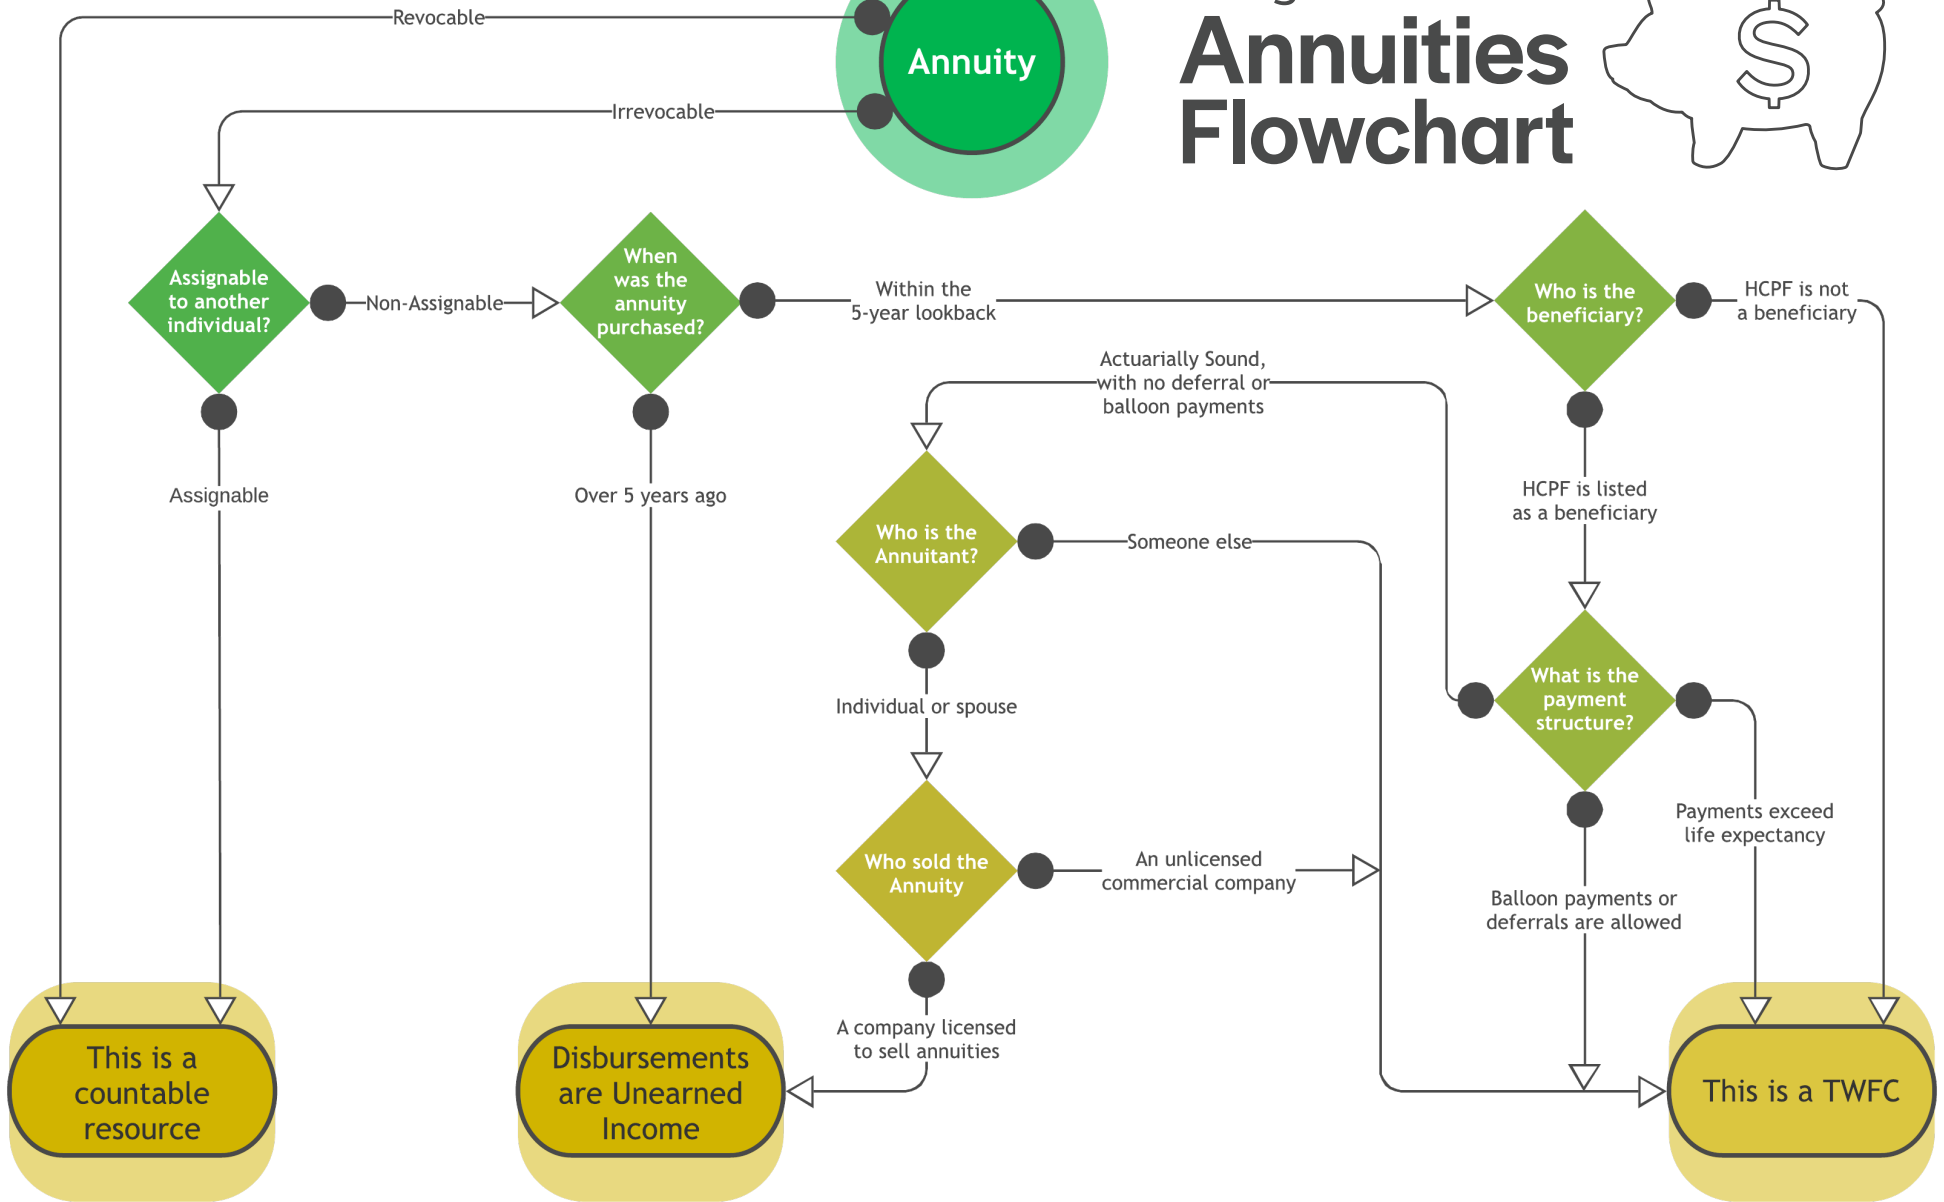 Annuities
Flowchart
$
Annuity
Revocable
Irrevocable
Assignable
to another
individual?
Non-Assignable
Assignable
When
was the
annuity
purchased?
Within the
5-year lookback
Over 5 years ago
Who is the
beneficiary?
HCPF is not
a beneficiary
HCPF is listed
as a beneficiary
What is the
payment
structure?
Actuarially Sound,
with no deferral or
balloon payments
Payments exceed
life expectancy
Balloon payments or
deferrals are allowed
Who is the
Annuitant?
Someone else
Individual or spouse
Who sold the
Annuity
An unlicensed
commercial company
A company licensed
to sell annuities
This is a
countable
resource
Disbursements
are Unearned
Income
This is a TWFC